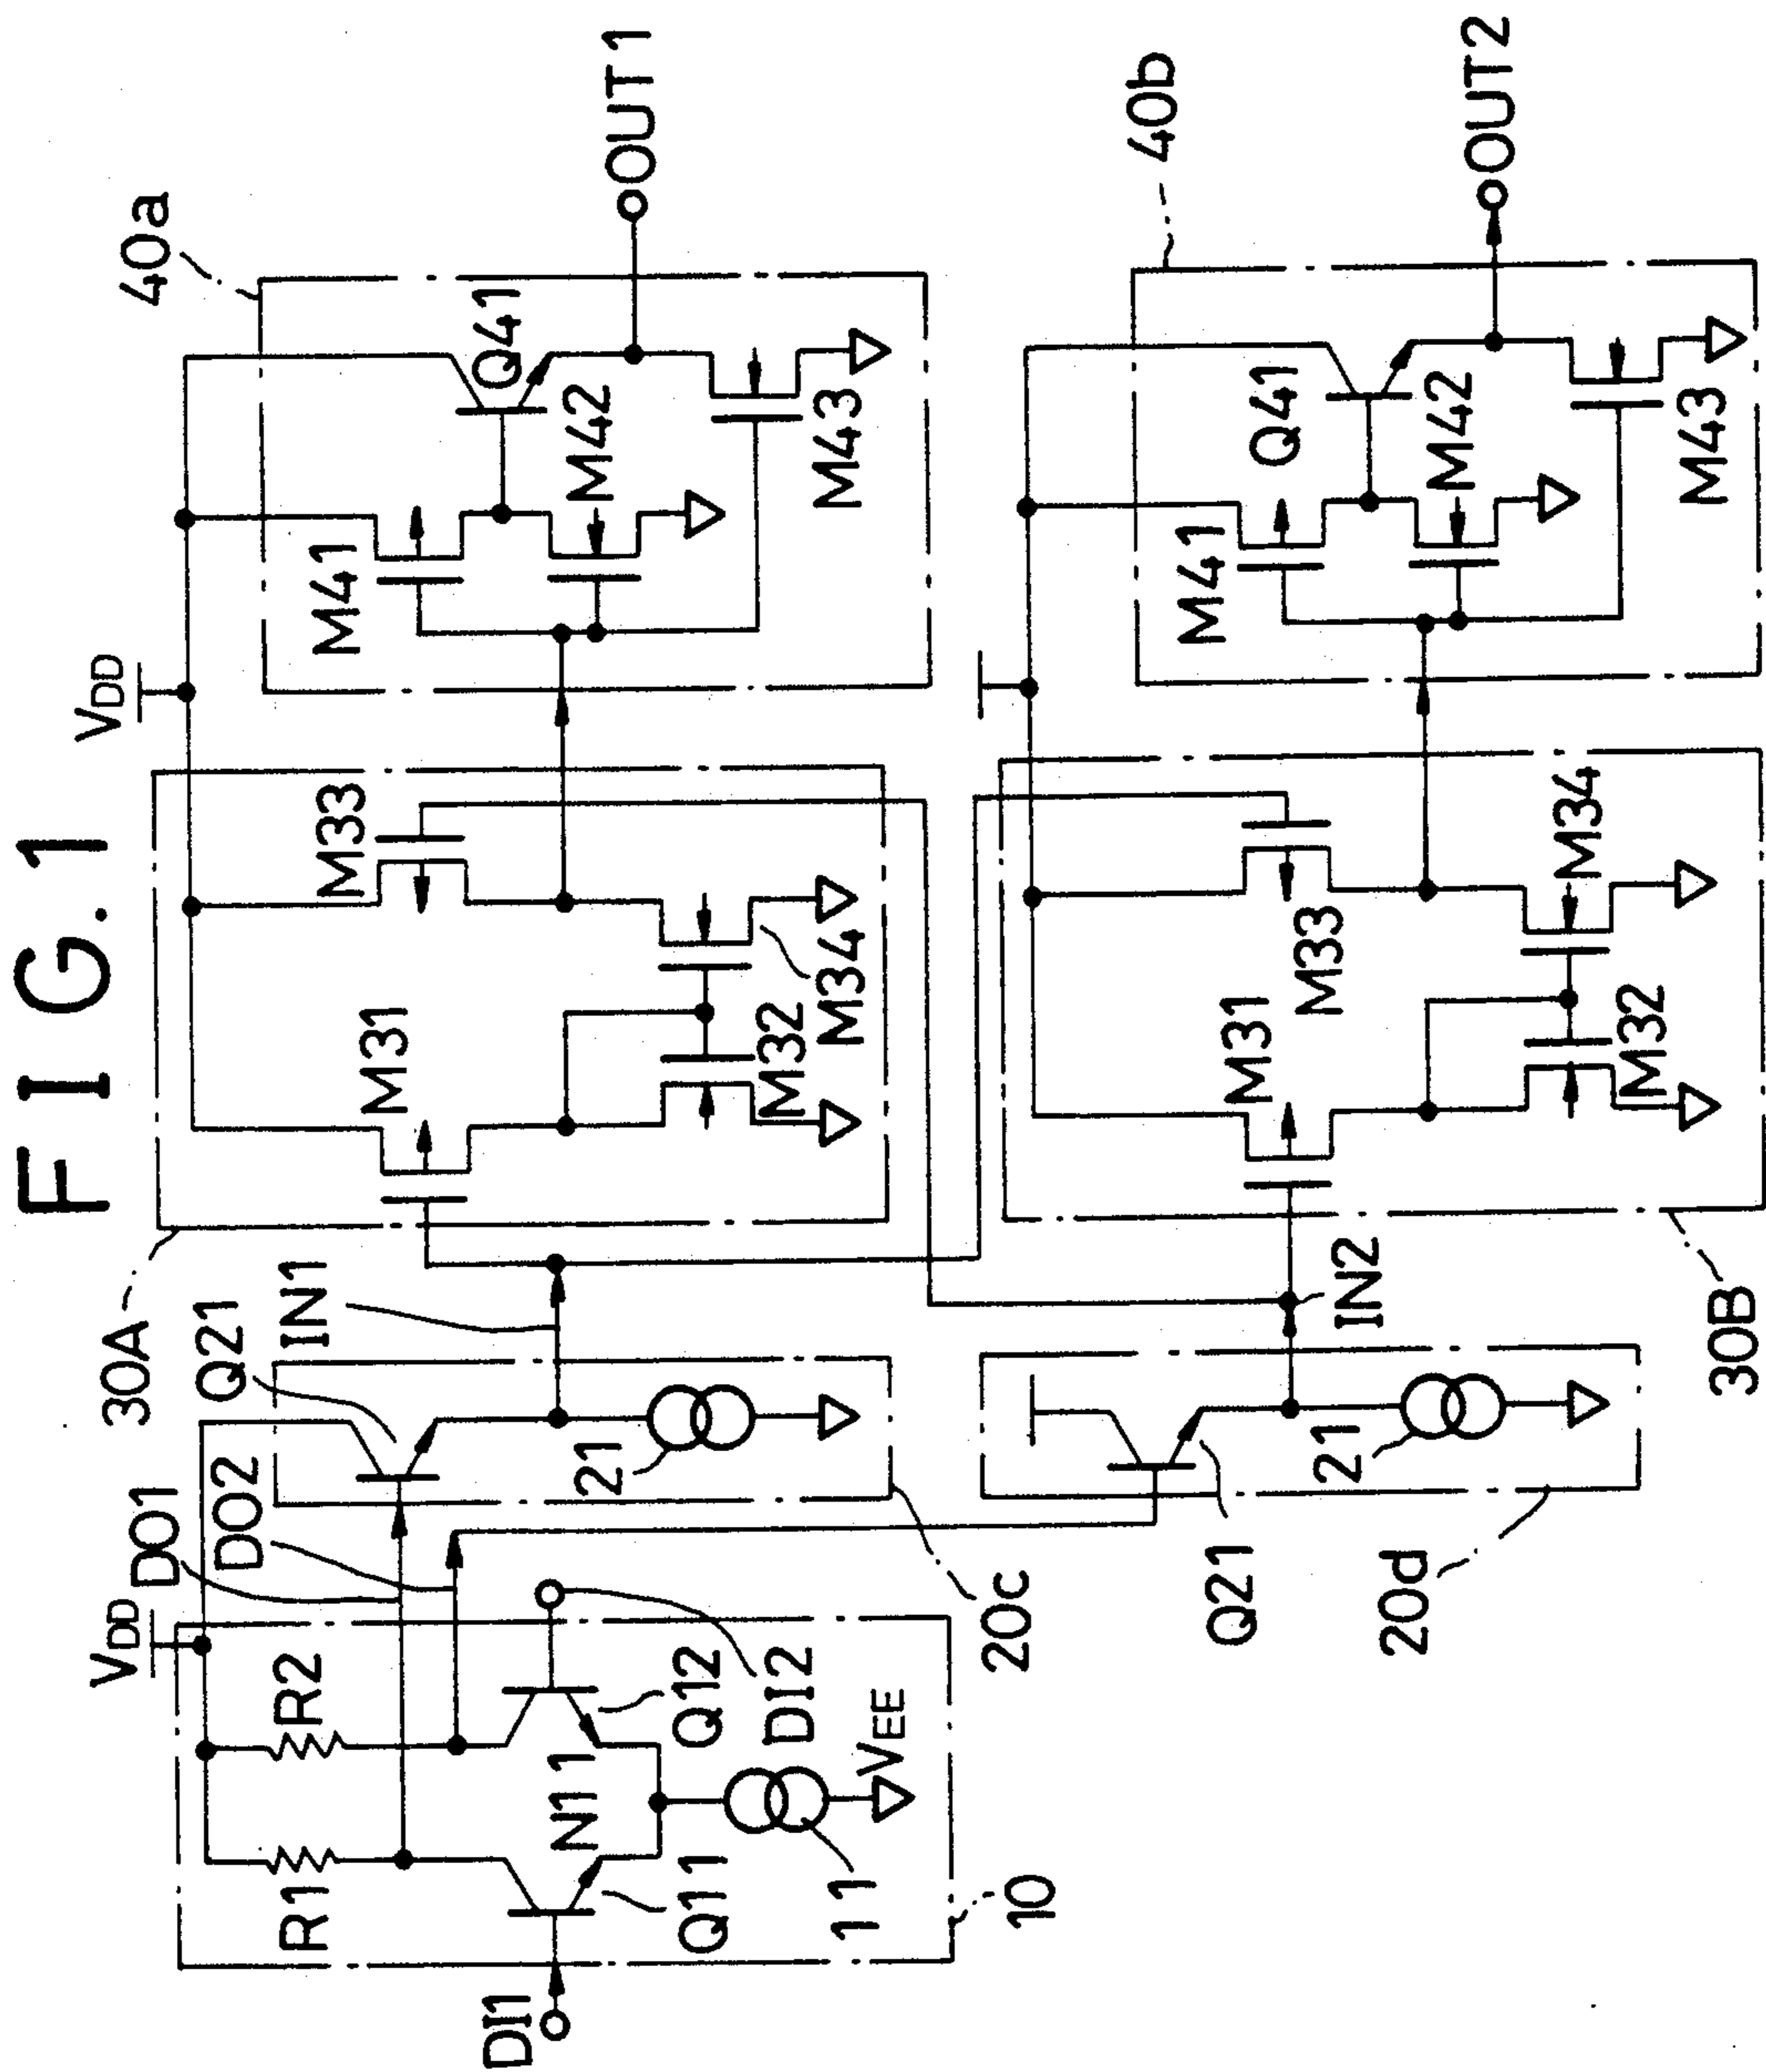 FIG. 1
30A
VDD
40a
M33
M31
M41
Q41
M42
OUT1
M32
M34
M43
VDD
DO1
DO2
Q21
IN1
R1
R2
N11
Q12
Q11
DI1
DI2
VEE
11
10
21
20c
40b
M31
M33
M34
M32
M41
Q41
M42
M43
OUT2
IN2
30B
Q21
21
20d